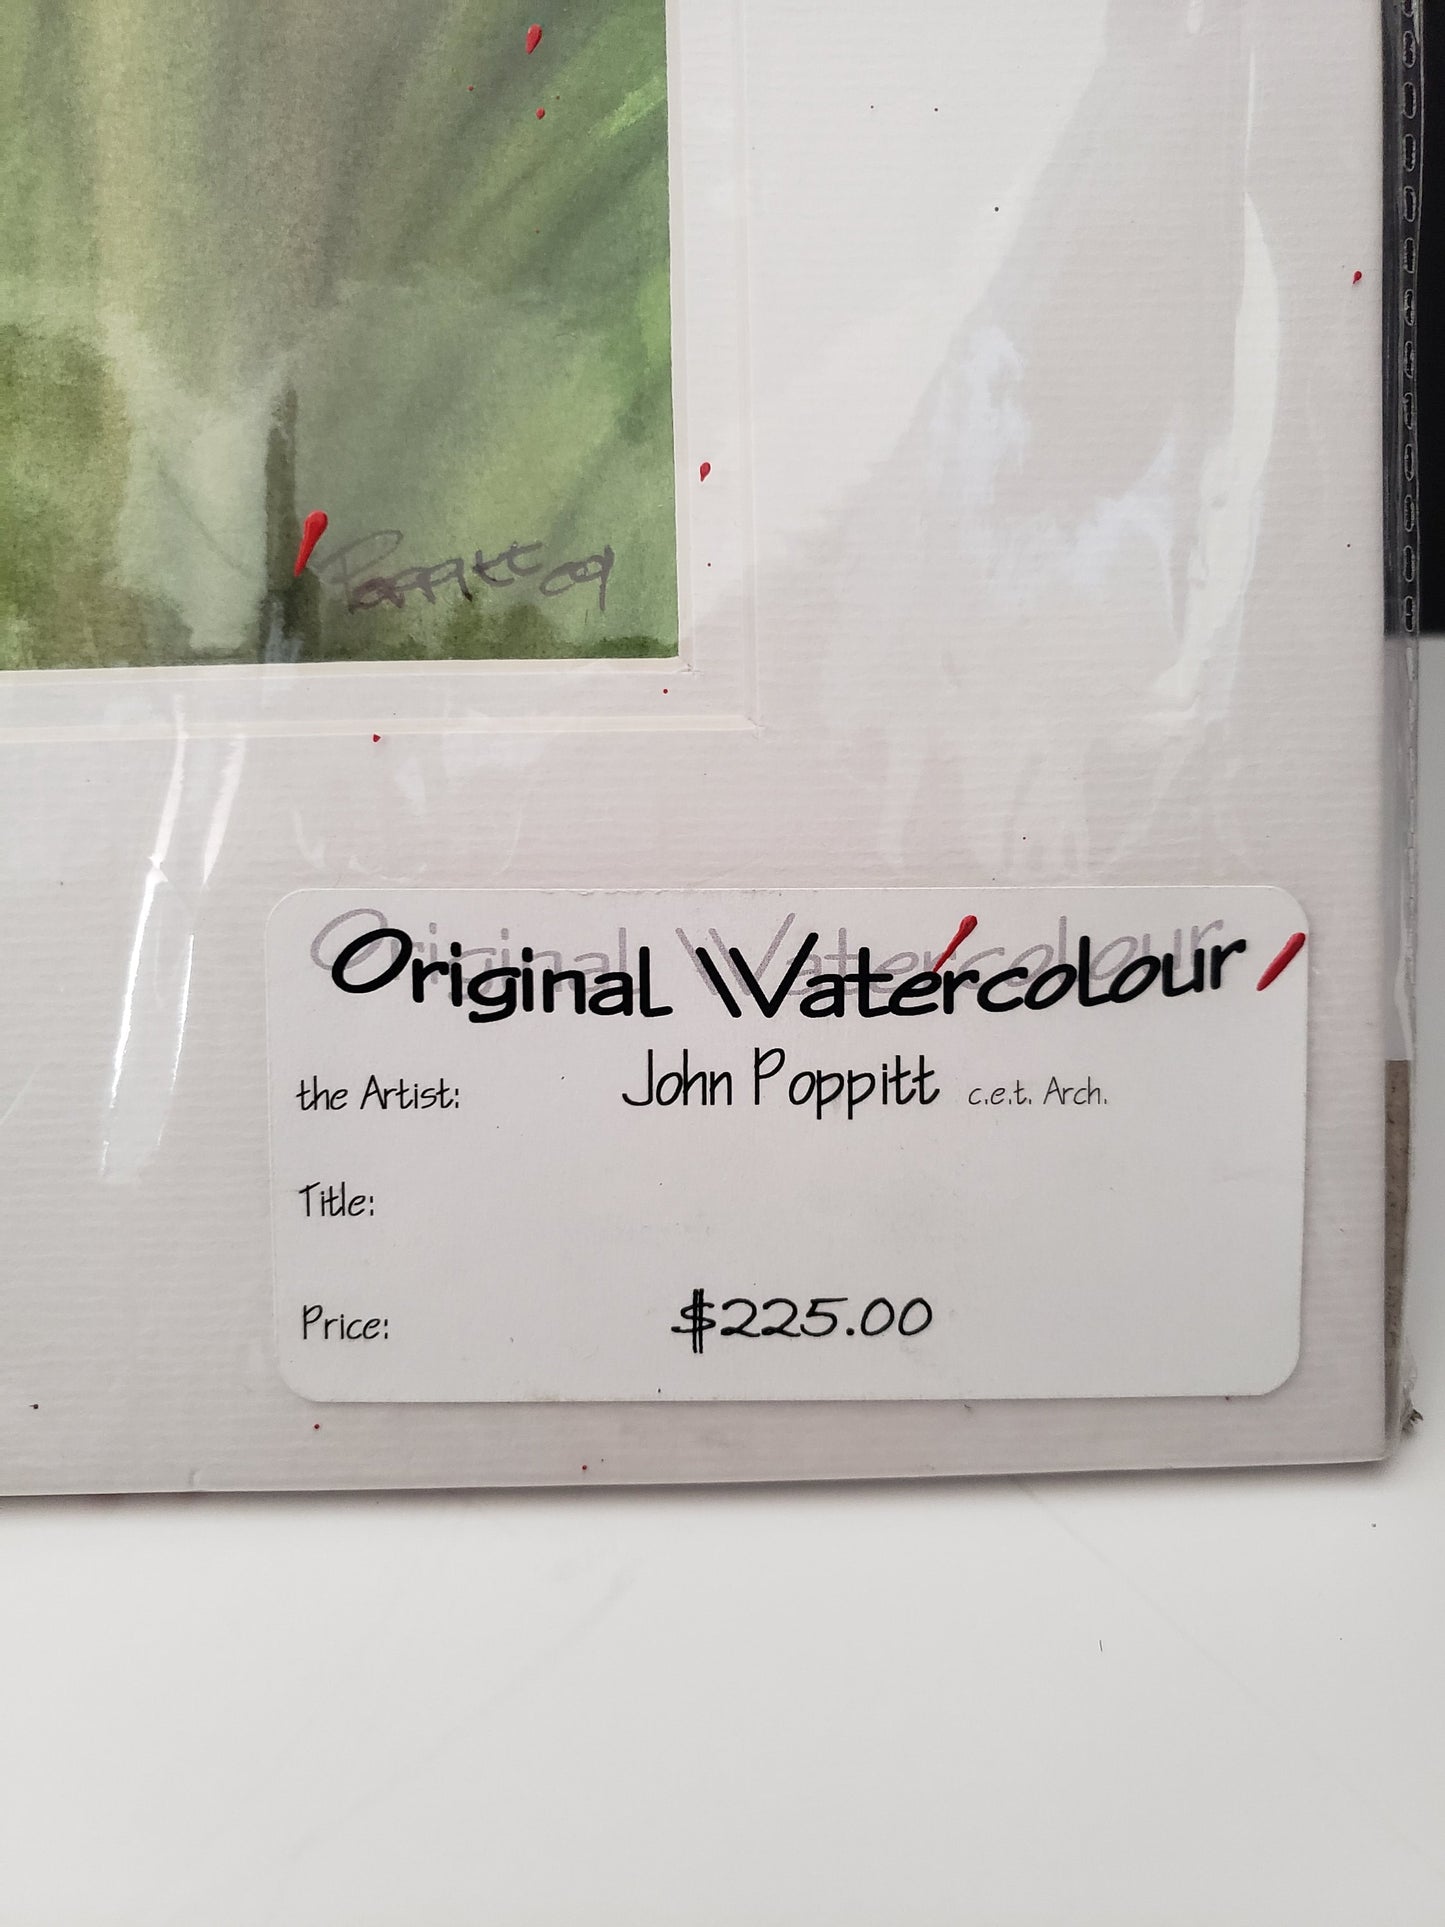 Poppitt 09
Original Watercolour
the Artist: John Poppitt c.e.t. Arch.
Title:
Price: $225.00